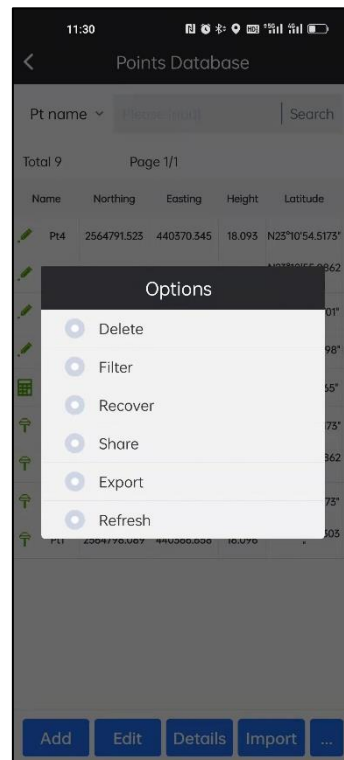 11:30
Points Database
Pt name Search
Total 9 Page 1/1
Name Northing Easting Height Latitude
Pt4 2564791.523 440370.345 18.093 N23°10'54.5173"
Options
Delete
Filter
Recover
Share
Export
Refresh
Add Edit Details Import ...